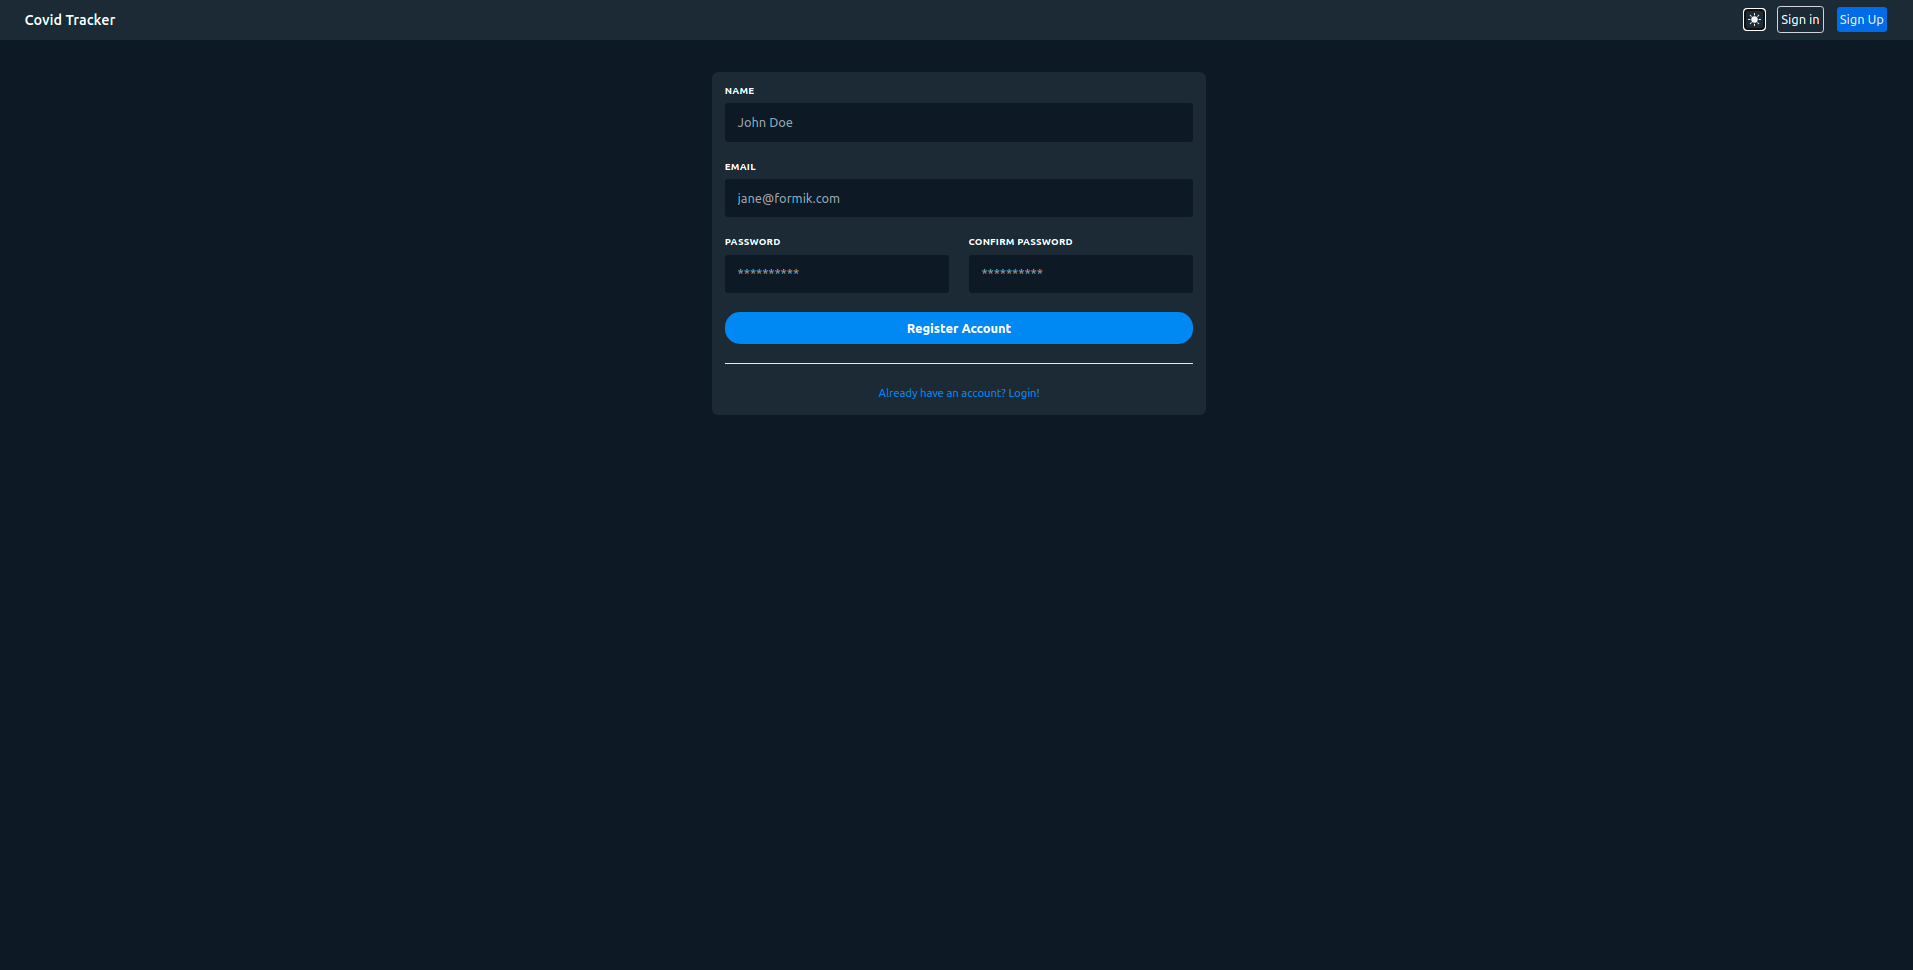 Covid Tracker
Sign in
Sign Up
NAME
John Doe
EMAIL
jane@formik.com
PASSWORD
CONFIRM PASSWORD
**********
**********
Register Account
Already have an account? Login!